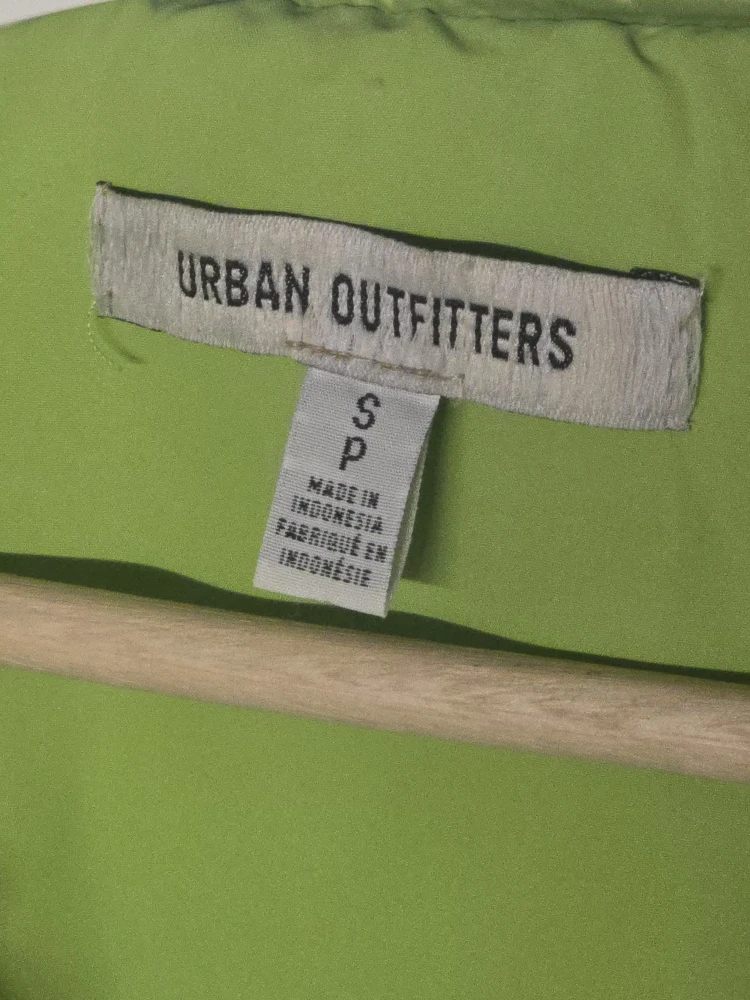 URBAN OUTFITTERS
S
P
MADE IN
INDONESIA
FABRIQUÉ EN
INDONÉSIE